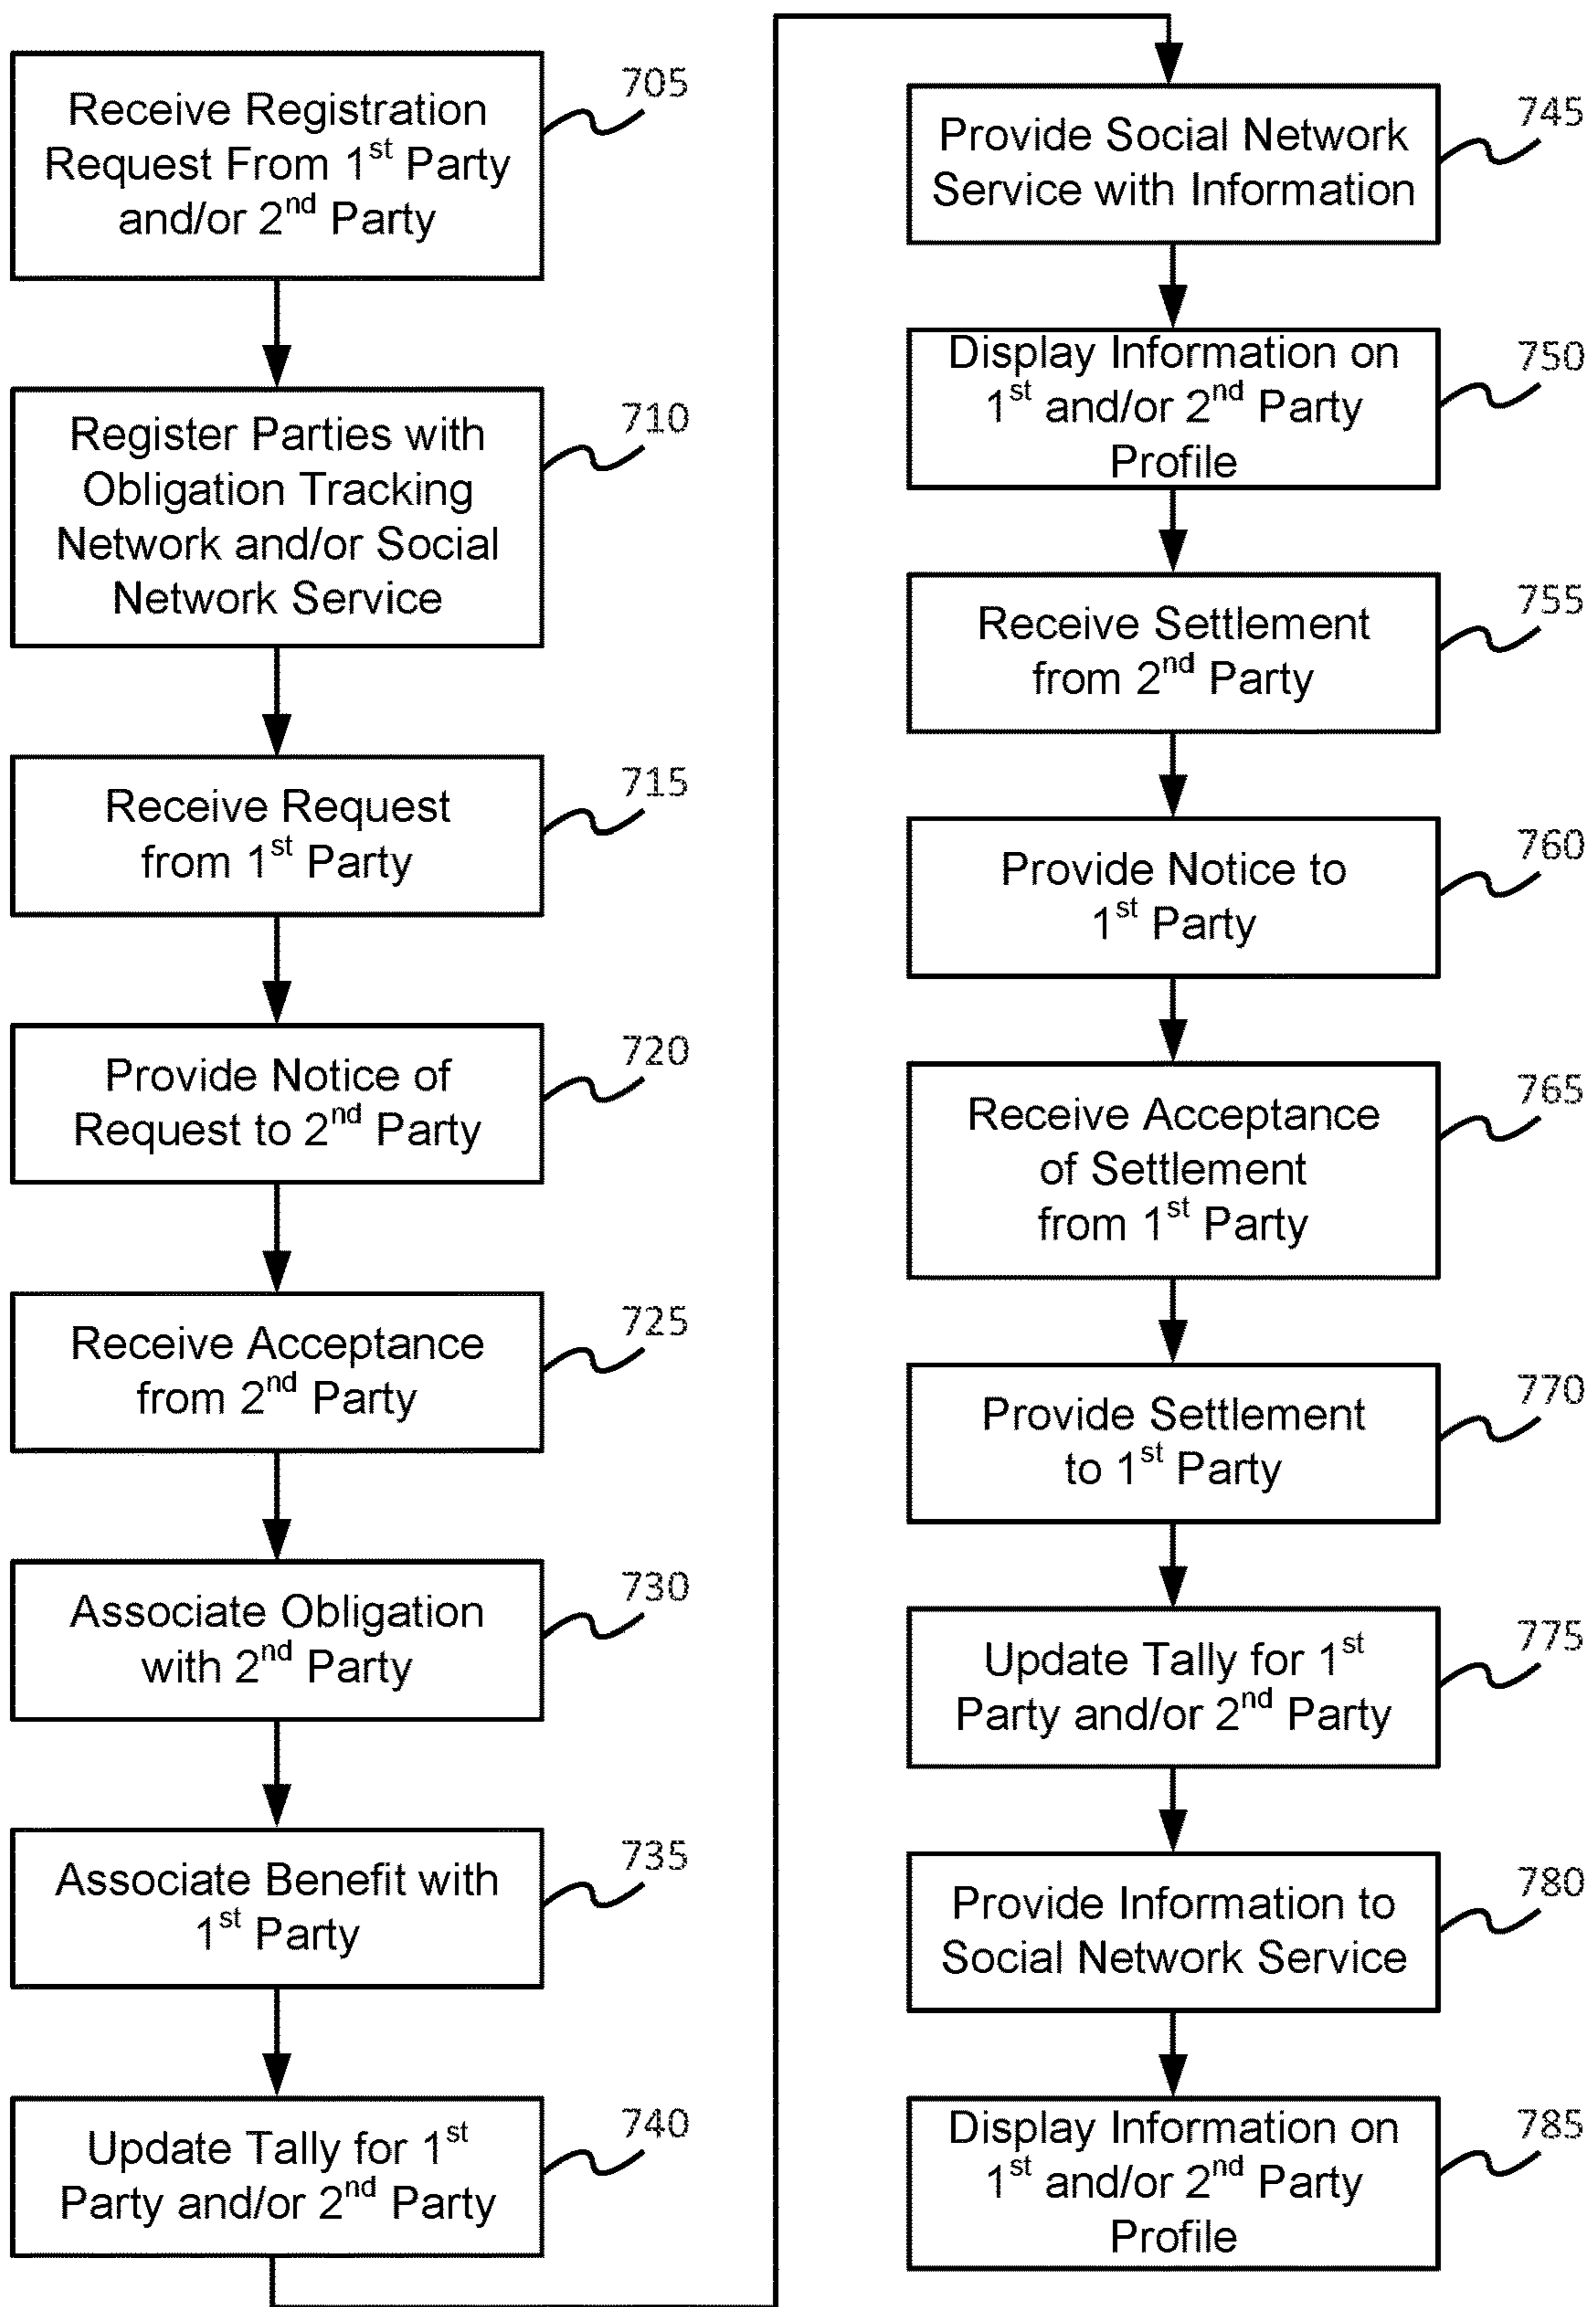 705
Receive Registration
Request From 1st Party
and/or 2nd Party
710
Register Parties with
Obligation Tracking
Network and/or Social
Network Service
715
Receive Request
from 1st Party
720
Provide Notice of
Request to 2nd Party
725
Receive Acceptance
from 2nd Party
730
Associate Obligation
with 2nd Party
735
Associate Benefit with
1st Party
740
Update Tally for 1st
Party and/or 2nd Party
745
Provide Social Network
Service with Information
750
Display Information on
1st and/or 2nd Party
Profile
755
Receive Settlement
from 2nd Party
760
Provide Notice to
1st Party
765
Receive Acceptance
of Settlement
from 1st Party
770
Provide Settlement
to 1st Party
775
Update Tally for 1st
Party and/or 2nd Party
780
Provide Information to
Social Network Service
785
Display Information on
1st and/or 2nd Party
Profile